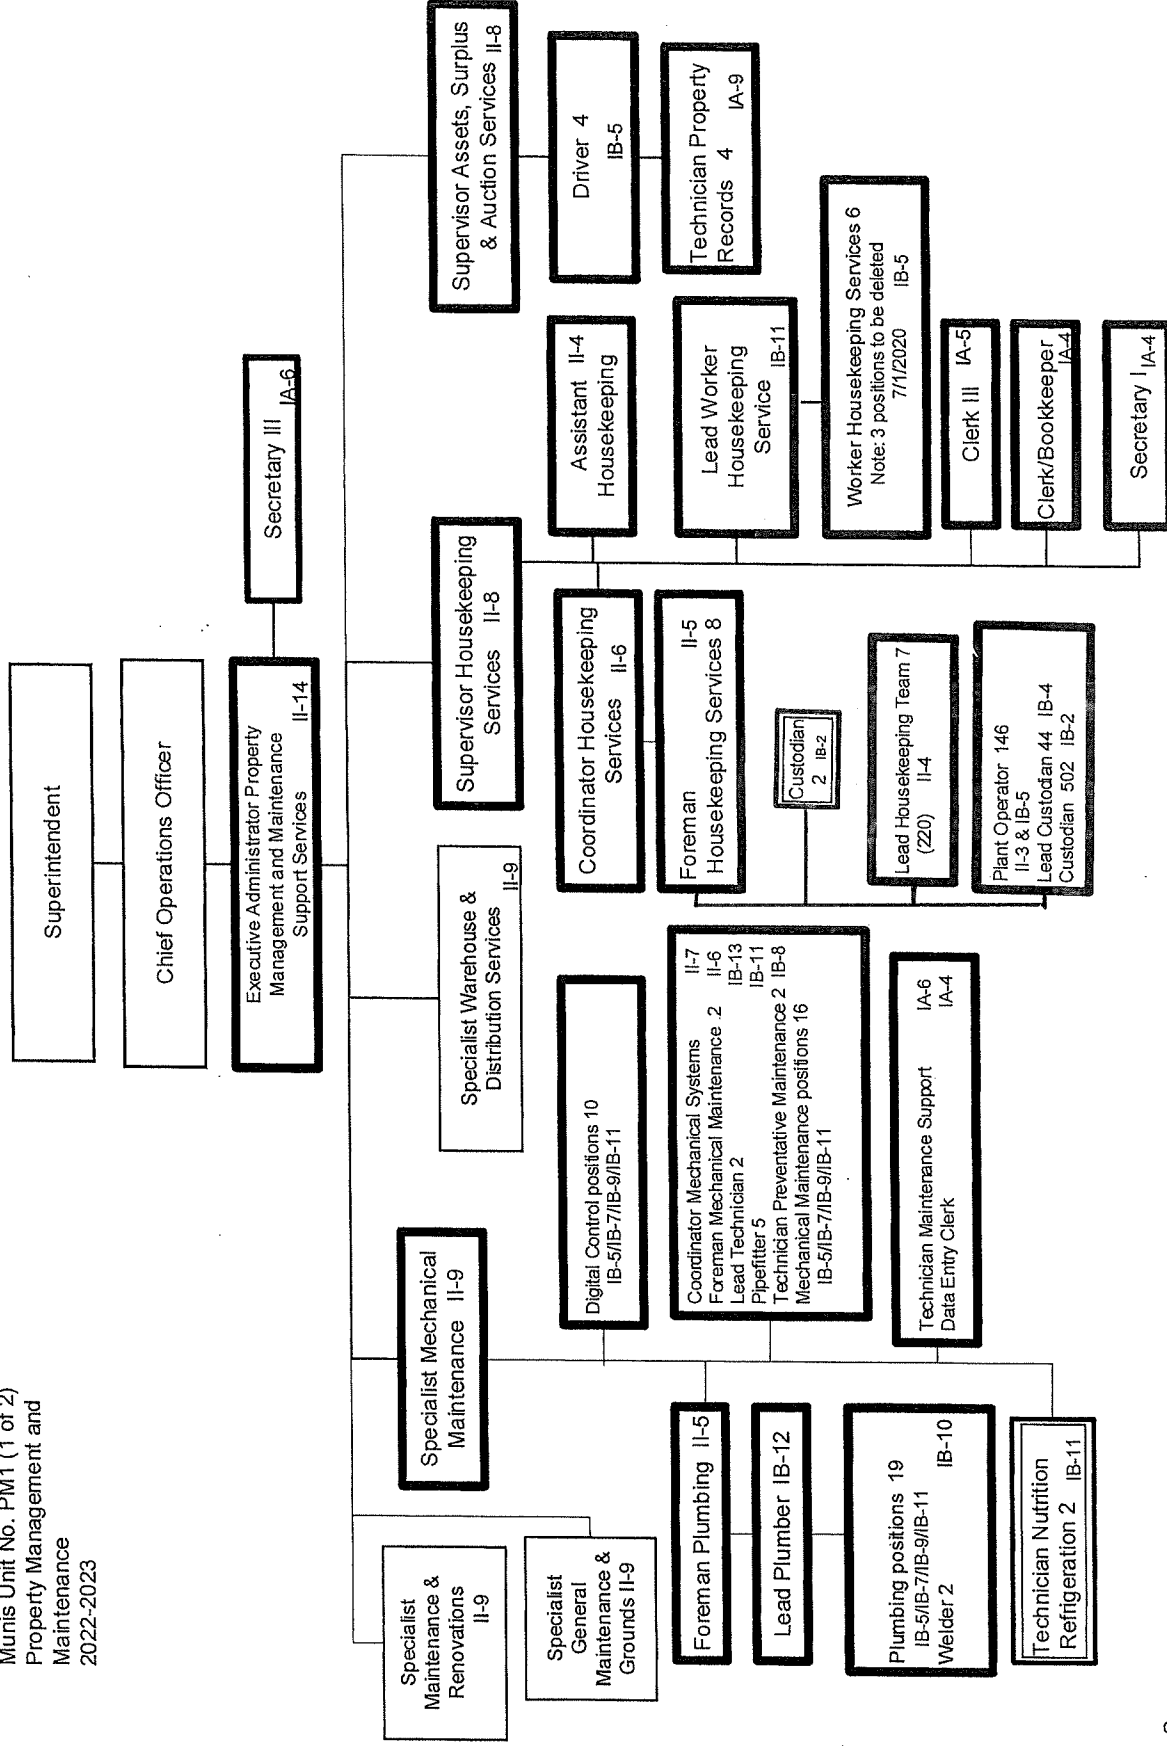 Munis Unit No. PM1 (1 of 2)
Property Management and
Maintenance
2022-2023
Superintendent
Chief Operations Officer
Executive Administrator Property
Management and Maintenance
Support Services II-14
Secretary III IA-6
Specialist
Maintenance &
Renovations
II-9
Specialist
General
Maintenance &
Grounds II-9
Specialist Mechanical
Maintenance II-9
Specialist Warehouse &
Distribution Services II-9
Supervisor Housekeeping
Services II-8
Supervisor Assets, Surplus
& Auction Services II-8
Foreman Plumbing II-5
Lead Plumber IB-12
Plumbing positions 19
IB-5/IB-7/IB-9/IB-11
Welder 2 IB-10
Technician Nutrition
Refrigeration 2 IB-11
Digital Control positions 10
IB-5/IB-7/IB-9/IB-11
Coordinator Mechanical Systems II-7
Foreman Mechanical Maintenance 2 II-6
Lead Technician 2 IB-13
Pipefitter 5 IB-11
Technician Preventative Maintenance 2 IB-8
Mechanical Maintenance positions 16
IB-5/IB-7/IB-9/IB-11
Technician Maintenance Support IA-6
Data Entry Clerk IA-4
Coordinator Housekeeping
Services II-6
Foreman II-5
Housekeeping Services 8
Custodian
2 IB-2
Lead Housekeeping Team 7
(220) II-4
Plant Operator 146
II-3 & IB-5
Lead Custodian 44 IB-4
Custodian 502 IB-2
Assistant II-4
Housekeeping
Lead Worker
Housekeeping
Service IB-11
Worker Housekeeping Services 6
Note: 3 positions to be deleted
7/1/2020 IB-5
Clerk III IA-5
Clerk/Bookkeeper
IA-4
Secretary I IA-4
Driver 4
IB-5
Technician Property
Records 4 IA-9